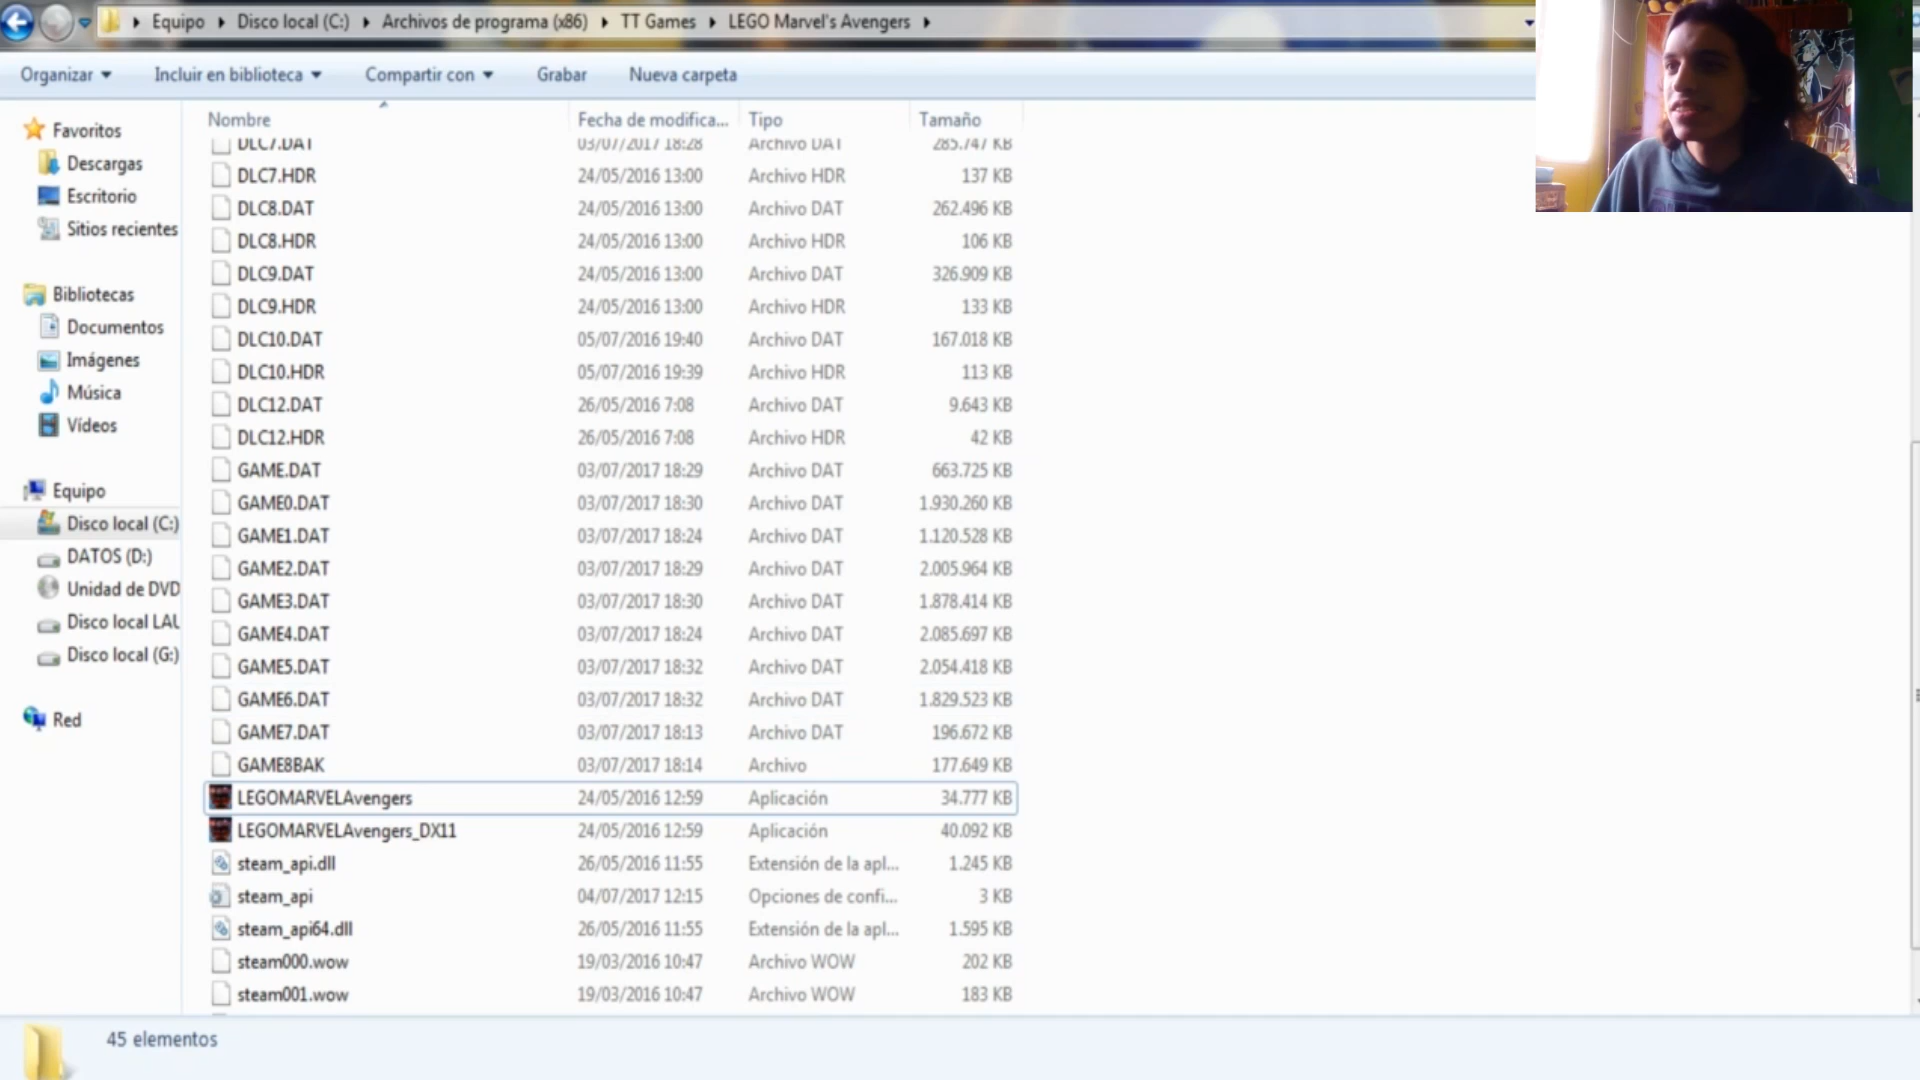 Equipo ▸ Disco local (C:) ▸ Archivos de programa (x86) ▸ TT Games ▸ LEGO Marvel's Avengers ▸
Organizar ▼ Incluir en biblioteca ▼ Compartir con ▼ Grabar Nueva carpeta
Favoritos
Descargas
Escritorio
Sitios recientes
Bibliotecas
Documentos
Imágenes
Música
Vídeos
Equipo
Disco local (C:)
DATOS (D:)
Unidad de DVD
Disco local LAU
Disco local (G:)
Red
Nombre Fecha de modifica... Tipo Tamaño
DLC7.DAT 03/07/2017 18:28 Archivo DAT 285.747 KB
DLC7.HDR 24/05/2016 13:00 Archivo HDR 137 KB
DLC8.DAT 24/05/2016 13:00 Archivo DAT 262.496 KB
DLC8.HDR 24/05/2016 13:00 Archivo HDR 106 KB
DLC9.DAT 24/05/2016 13:00 Archivo DAT 326.909 KB
DLC9.HDR 24/05/2016 13:00 Archivo HDR 133 KB
DLC10.DAT 05/07/2016 19:40 Archivo DAT 167.018 KB
DLC10.HDR 05/07/2016 19:39 Archivo HDR 113 KB
DLC12.DAT 26/05/2016 7:08 Archivo DAT 9.643 KB
DLC12.HDR 26/05/2016 7:08 Archivo HDR 42 KB
GAME.DAT 03/07/2017 18:29 Archivo DAT 663.725 KB
GAME0.DAT 03/07/2017 18:30 Archivo DAT 1.930.260 KB
GAME1.DAT 03/07/2017 18:24 Archivo DAT 1.120.528 KB
GAME2.DAT 03/07/2017 18:29 Archivo DAT 2.005.964 KB
GAME3.DAT 03/07/2017 18:30 Archivo DAT 1.878.414 KB
GAME4.DAT 03/07/2017 18:24 Archivo DAT 2.085.697 KB
GAME5.DAT 03/07/2017 18:32 Archivo DAT 2.054.418 KB
GAME6.DAT 03/07/2017 18:32 Archivo DAT 1.829.523 KB
GAME7.DAT 03/07/2017 18:13 Archivo DAT 196.672 KB
GAME8BAK 03/07/2017 18:14 Archivo 177.649 KB
LEGOMARVELAvengers 24/05/2016 12:59 Aplicación 34.777 KB
LEGOMARVELAvengers_DX11 24/05/2016 12:59 Aplicación 40.092 KB
steam_api.dll 26/05/2016 11:55 Extensión de la apl... 1.245 KB
steam_api 04/07/2017 12:15 Opciones de confi... 3 KB
steam_api64.dll 26/05/2016 11:55 Extensión de la apl... 1.595 KB
steam000.wow 19/03/2016 10:47 Archivo WOW 202 KB
steam001.wow 19/03/2016 10:47 Archivo WOW 183 KB
45 elementos